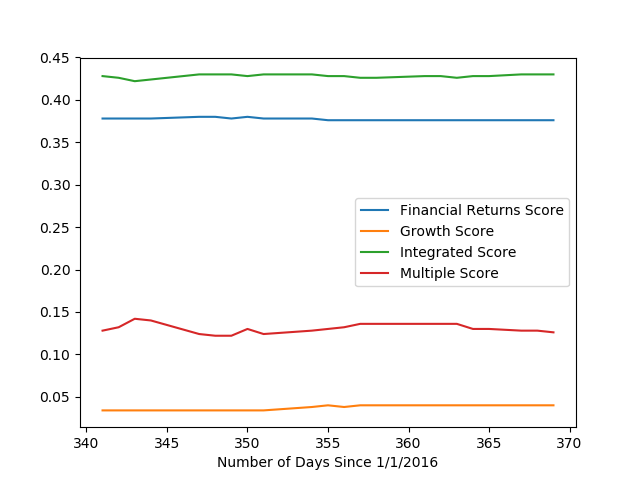 0.45
0.40
0.35
0.30
0.25
0.20
0.15
0.10
0.05
Financial Returns Score
Growth Score
Integrated Score
Multiple Score
340 345 350 355 360 365 370
Number of Days Since 1/1/2016